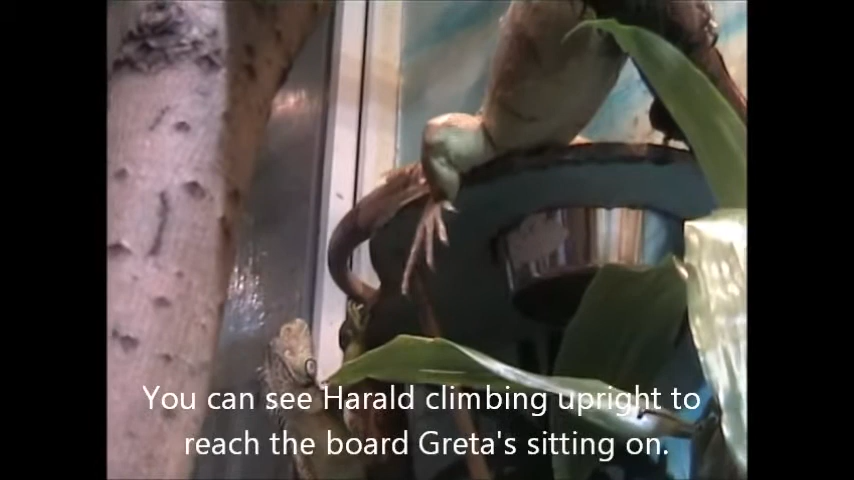 You can see Harald climbing upright to
reach the board Greta's sitting on.